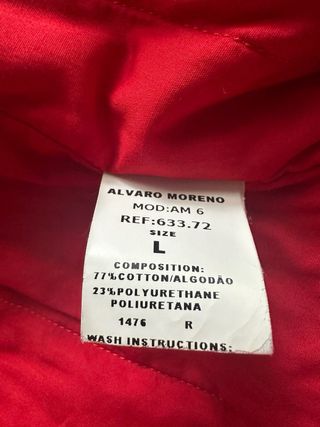 ALVARO MORENO
MOD:AM 6
REF:633.72
SIZE
L
COMPOSITION:
77%COTTON/ALGODÃO
23%POLYURETHANE
POLIURETANA
1476 R
WASH INSTRUCTIONS: